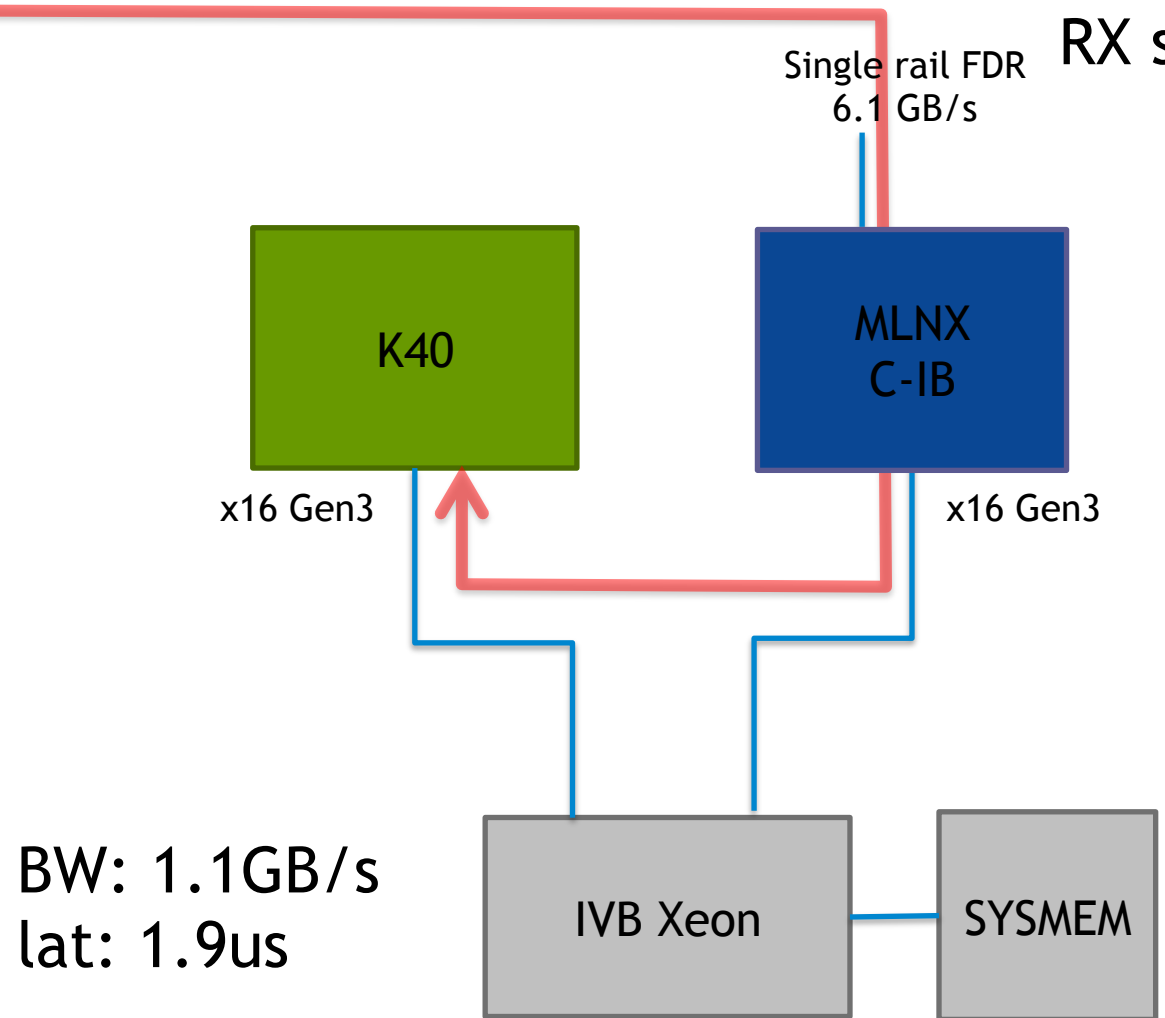 RX s
Single rail FDR
6.1 GB/s
K40
MLNX
C-IB
x16 Gen3
x16 Gen3
BW: 1.1GB/s
lat: 1.9us
IVB Xeon
SYSMEM